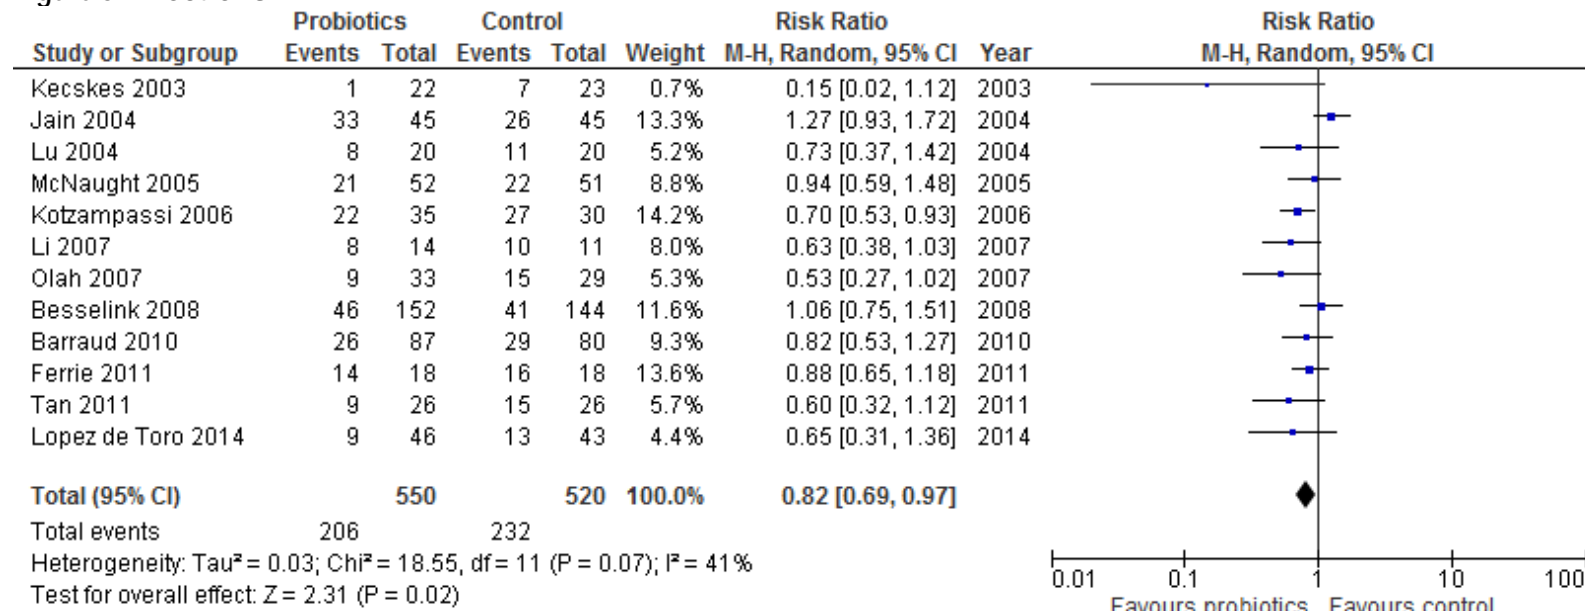 Probiotics Control Risk Ratio Risk Ratio
Study or Subgroup Events Total Events Total Weight M-H, Random, 95% CI Year M-H, Random, 95% CI
Kecskes 2003 1 22 7 23 0.7% 0.15 [0.02, 1.12] 2003
Jain 2004 33 45 26 45 13.3% 1.27 [0.93, 1.72] 2004
Lu 2004 8 20 11 20 5.2% 0.73 [0.37, 1.42] 2004
McNaught 2005 21 52 22 51 8.8% 0.94 [0.59, 1.48] 2005
Kotzampassi 2006 22 35 27 30 14.2% 0.70 [0.53, 0.93] 2006
Li 2007 8 14 10 11 8.0% 0.63 [0.38, 1.03] 2007
Olah 2007 9 33 15 29 5.3% 0.53 [0.27, 1.02] 2007
Besselink 2008 46 152 41 144 11.6% 1.06 [0.75, 1.51] 2008
Barraud 2010 26 87 29 80 9.3% 0.82 [0.53, 1.27] 2010
Ferrie 2011 14 18 16 18 13.6% 0.88 [0.65, 1.18] 2011
Tan 2011 9 26 15 26 5.7% 0.60 [0.32, 1.12] 2011
Lopez de Toro 2014 9 46 13 43 4.4% 0.65 [0.31, 1.36] 2014
Total (95% CI) 550 520 100.0% 0.82 [0.69, 0.97]
Total events 206 232
Heterogeneity: Tau² = 0.03; Chi² = 18.55, df = 11 (P = 0.07); I² = 41%
Test for overall effect: Z = 2.31 (P = 0.02)
0.01 0.1 1 10 100
Favours probiotics Favours control